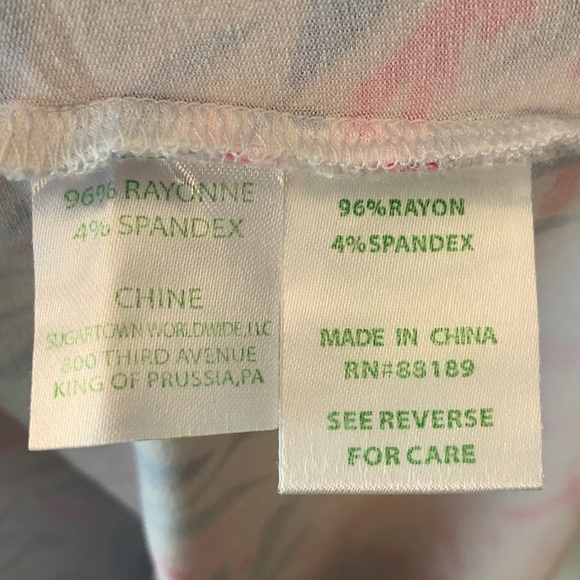 96% RAYONNE
4% SPANDEX
CHINE
SUGARTOWN WORLDWIDE, LLC
800 THIRD AVENUE
KING OF PRUSSIA, PA
96%RAYON
4%SPANDEX
MADE IN CHINA
RN#88189
SEE REVERSE
FOR CARE